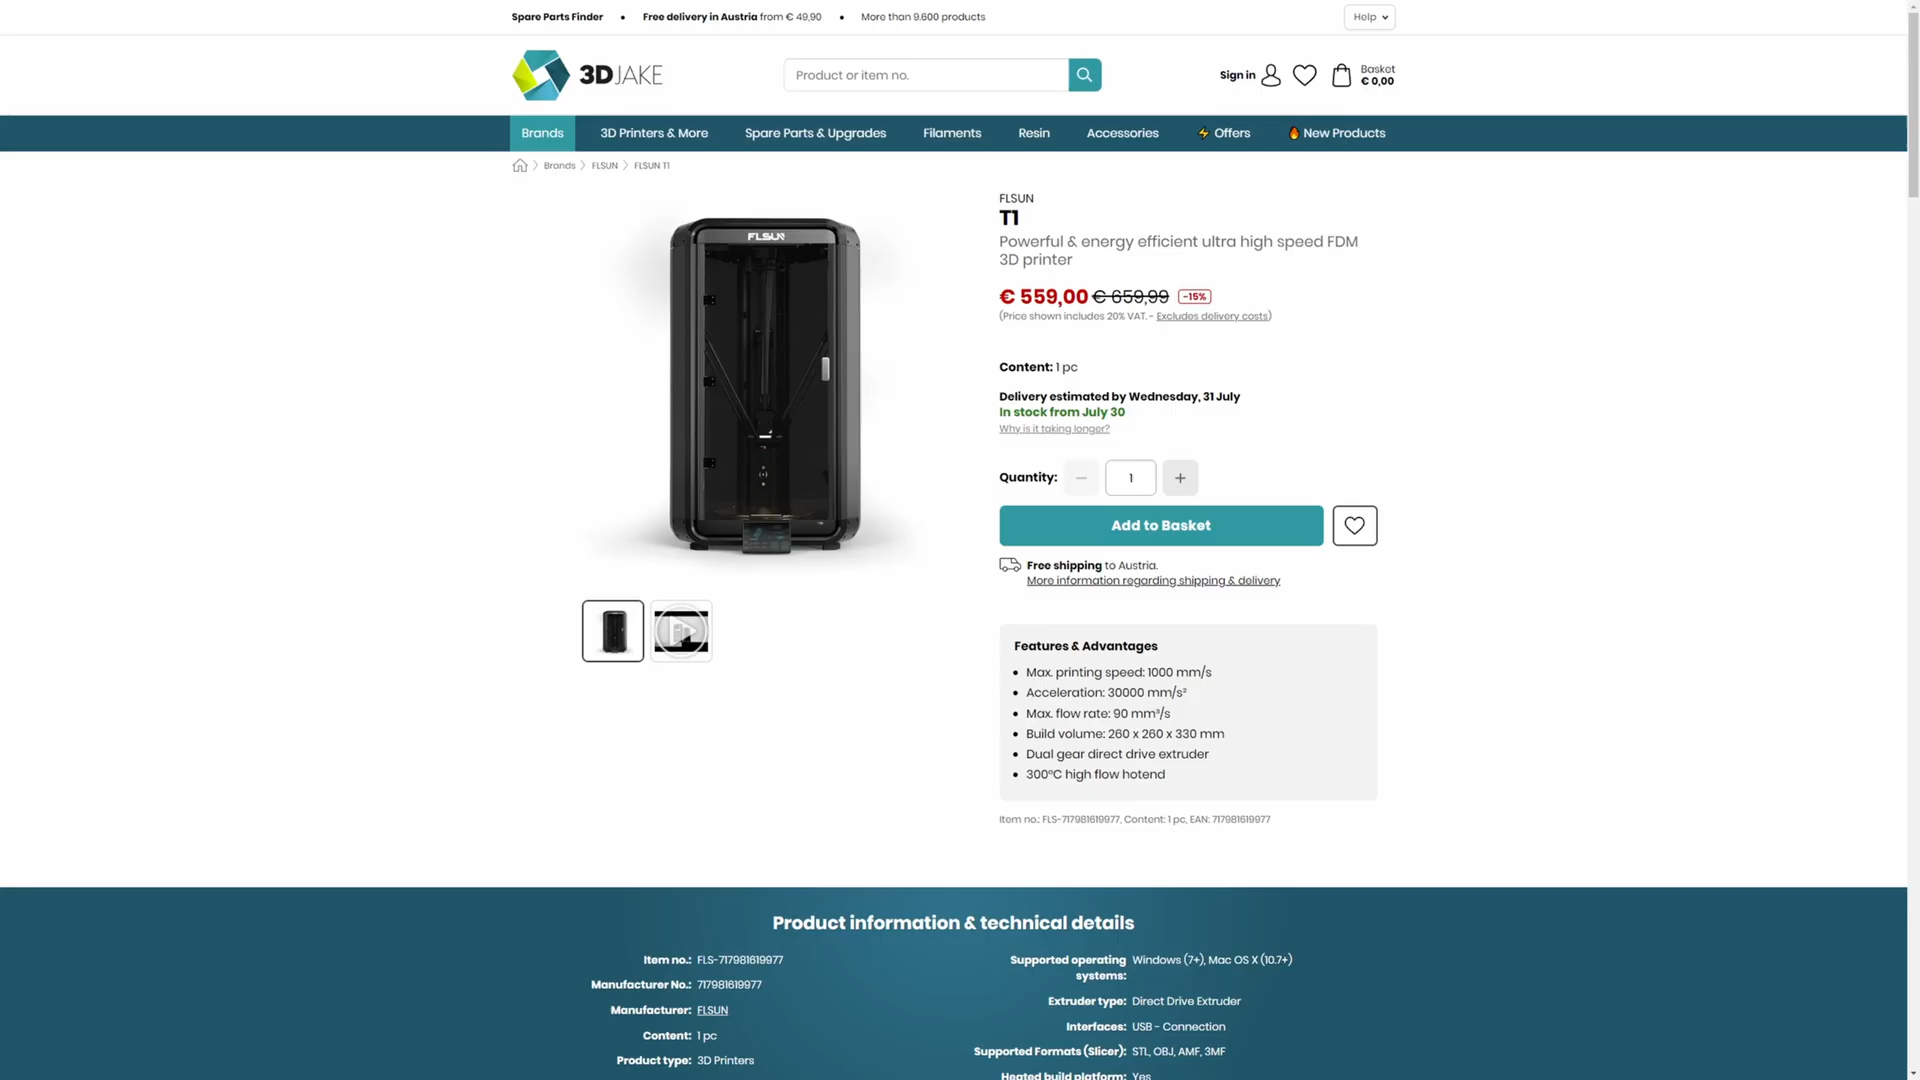 Spare Parts Finder • Free delivery in Austria from € 49,90 • More than 9.600 products
Help
3DJAKE
Product or item no.
Sign in
Basket
€ 0,00
Brands
3D Printers & More
Spare Parts & Upgrades
Filaments
Resin
Accessories
Offers
New Products
Brands
FLSUN
FLSUN T1
FLSUN
FLSUN
T1
Powerful & energy efficient ultra high speed FDM
3D printer
€ 559,00 € 659,99 -15%
(Price shown includes 20% VAT. - Excludes delivery costs)
Content: 1 pc
Delivery estimated by Wednesday, 31 July
In stock from July 30
Why is it taking longer?
Quantity: − 1 +
Add to Basket
Free shipping to Austria.
More information regarding shipping & delivery
Features & Advantages
• Max. printing speed: 1000 mm/s
• Acceleration: 30000 mm/s²
• Max. flow rate: 90 mm³/s
• Build volume: 260 x 260 x 330 mm
• Dual gear direct drive extruder
• 300°C high flow hotend
Item no.: FLS-717981619977, Content: 1 pc, EAN: 717981619977
Product information & technical details
Item no.: FLS-717981619977
Manufacturer No.: 717981619977
Manufacturer: FLSUN
Content: 1 pc
Product type: 3D Printers
Supported operating
systems: Windows (7+), Mac OS X (10.7+)
Extruder type: Direct Drive Extruder
Interfaces: USB - Connection
Supported Formats (Slicer): STL, OBJ, AMF, 3MF
Heated build platform: Yes